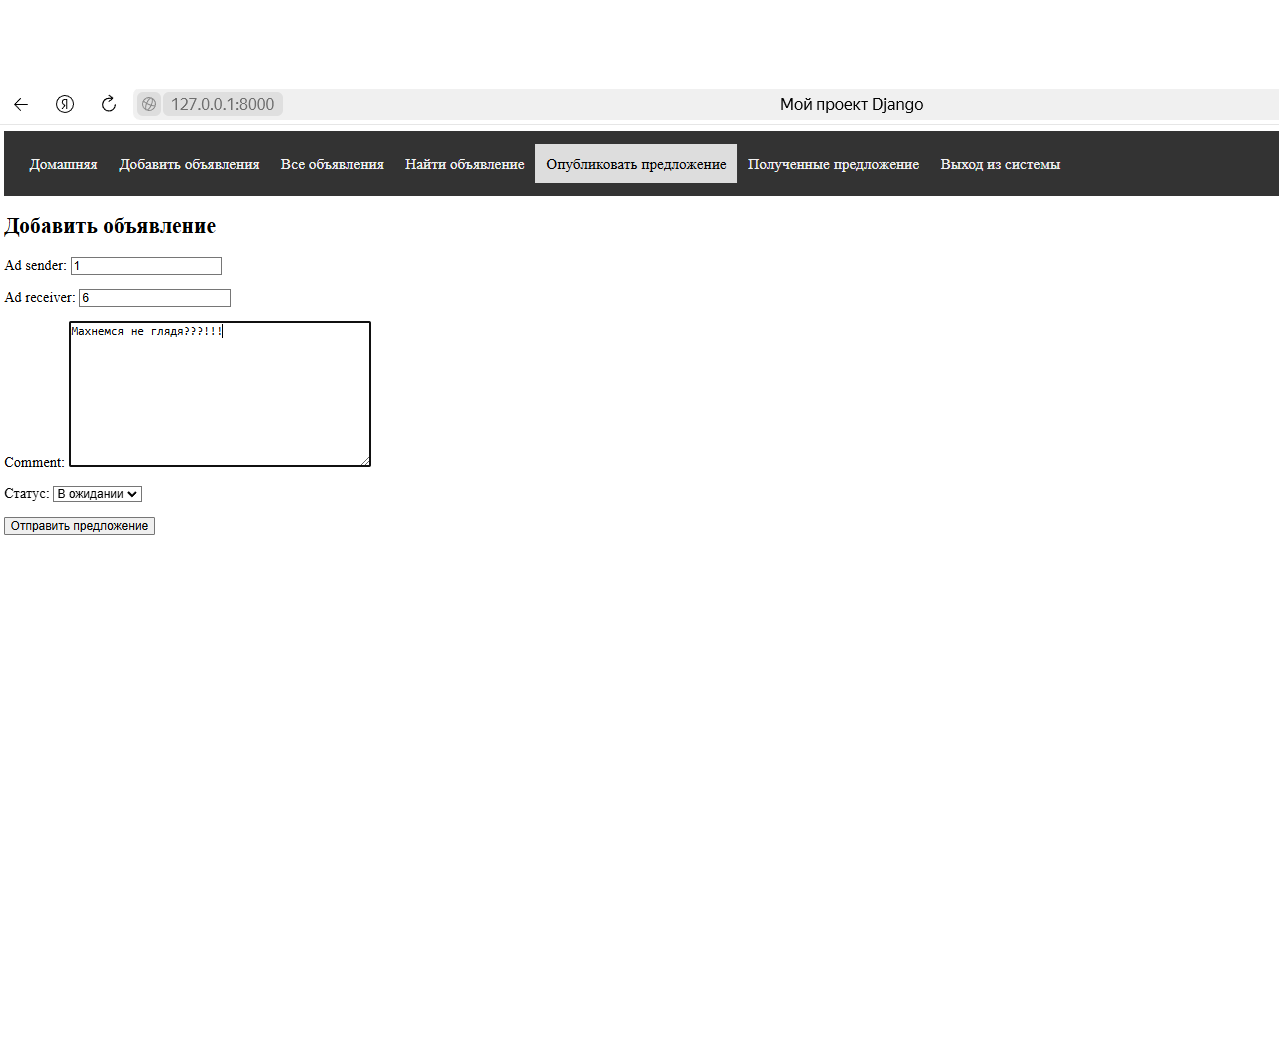 127.0.0.1:8000 Мой проект Django
Домашняя Добавить объявления Все объявления Найти объявление Опубликовать предложение Полученные предложение Выход из системы
Добавить объявление
Ad sender: 1
Ad receiver: 6
Махнемся не глядя???!!!
Comment:
Статус: В ожидании
Отправить предложение